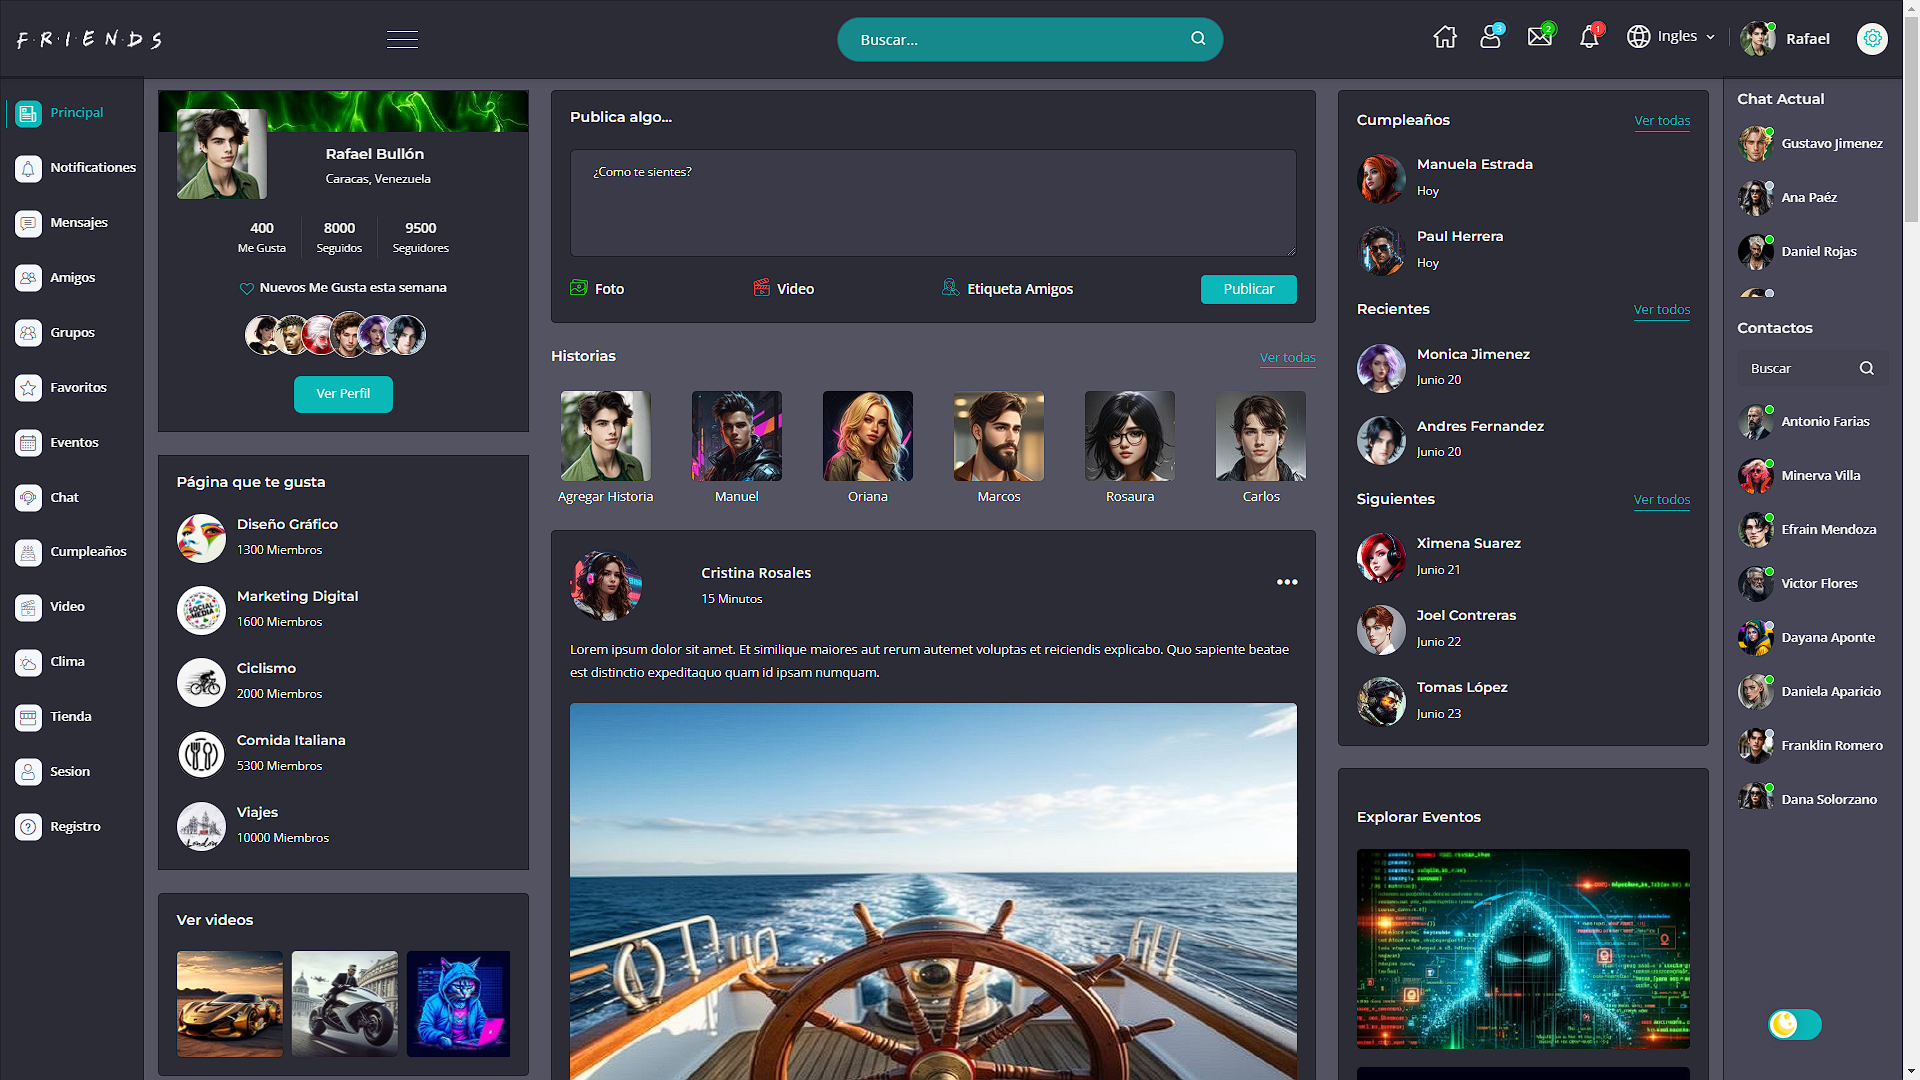 F·R·I·E·N·D·S
Buscar...
3
2
1
Ingles
Rafael
Principal
Notificationes
Mensajes
Amigos
Grupos
Favoritos
Eventos
Chat
Cumpleaños
Video
Clima
Tienda
Sesion
Registro
Rafael Bullón
Caracas, Venezuela
400
Me Gusta
8000
Seguidos
9500
Seguidores
Nuevos Me Gusta esta semana
Ver Perfil
Página que te gusta
Diseño Gráfico
1300 Miembros
SOCIAL MEDIA
Marketing Digital
1600 Miembros
Ciclismo
2000 Miembros
Comida Italiana
5300 Miembros
London
Viajes
10000 Miembros
Ver videos
Publica algo...
¿Como te sientes?
Foto
Video
Etiqueta Amigos
Publicar
Historias
Ver todas
Agregar Historia
Manuel
Oriana
Marcos
Rosaura
Carlos
Cristina Rosales
15 Minutos
Lorem ipsum dolor sit amet. Et similique maiores aut rerum autemet voluptas et reiciendis explicabo. Quo sapiente beatae
est distinctio expeditaquo quam id ipsam numquam.
Cumpleaños
Ver todas
Manuela Estrada
Hoy
Paul Herrera
Hoy
Recientes
Ver todos
Monica Jimenez
Junio 20
Andres Fernandez
Junio 20
Siguientes
Ver todos
Ximena Suarez
Junio 21
Joel Contreras
Junio 22
Tomas López
Junio 23
Explorar Eventos
Chat Actual
Gustavo Jimenez
Ana Paéz
Daniel Rojas
Contactos
Buscar
Antonio Farias
Minerva Villa
Efrain Mendoza
Victor Flores
Dayana Aponte
Daniela Aparicio
Franklin Romero
Dana Solorzano